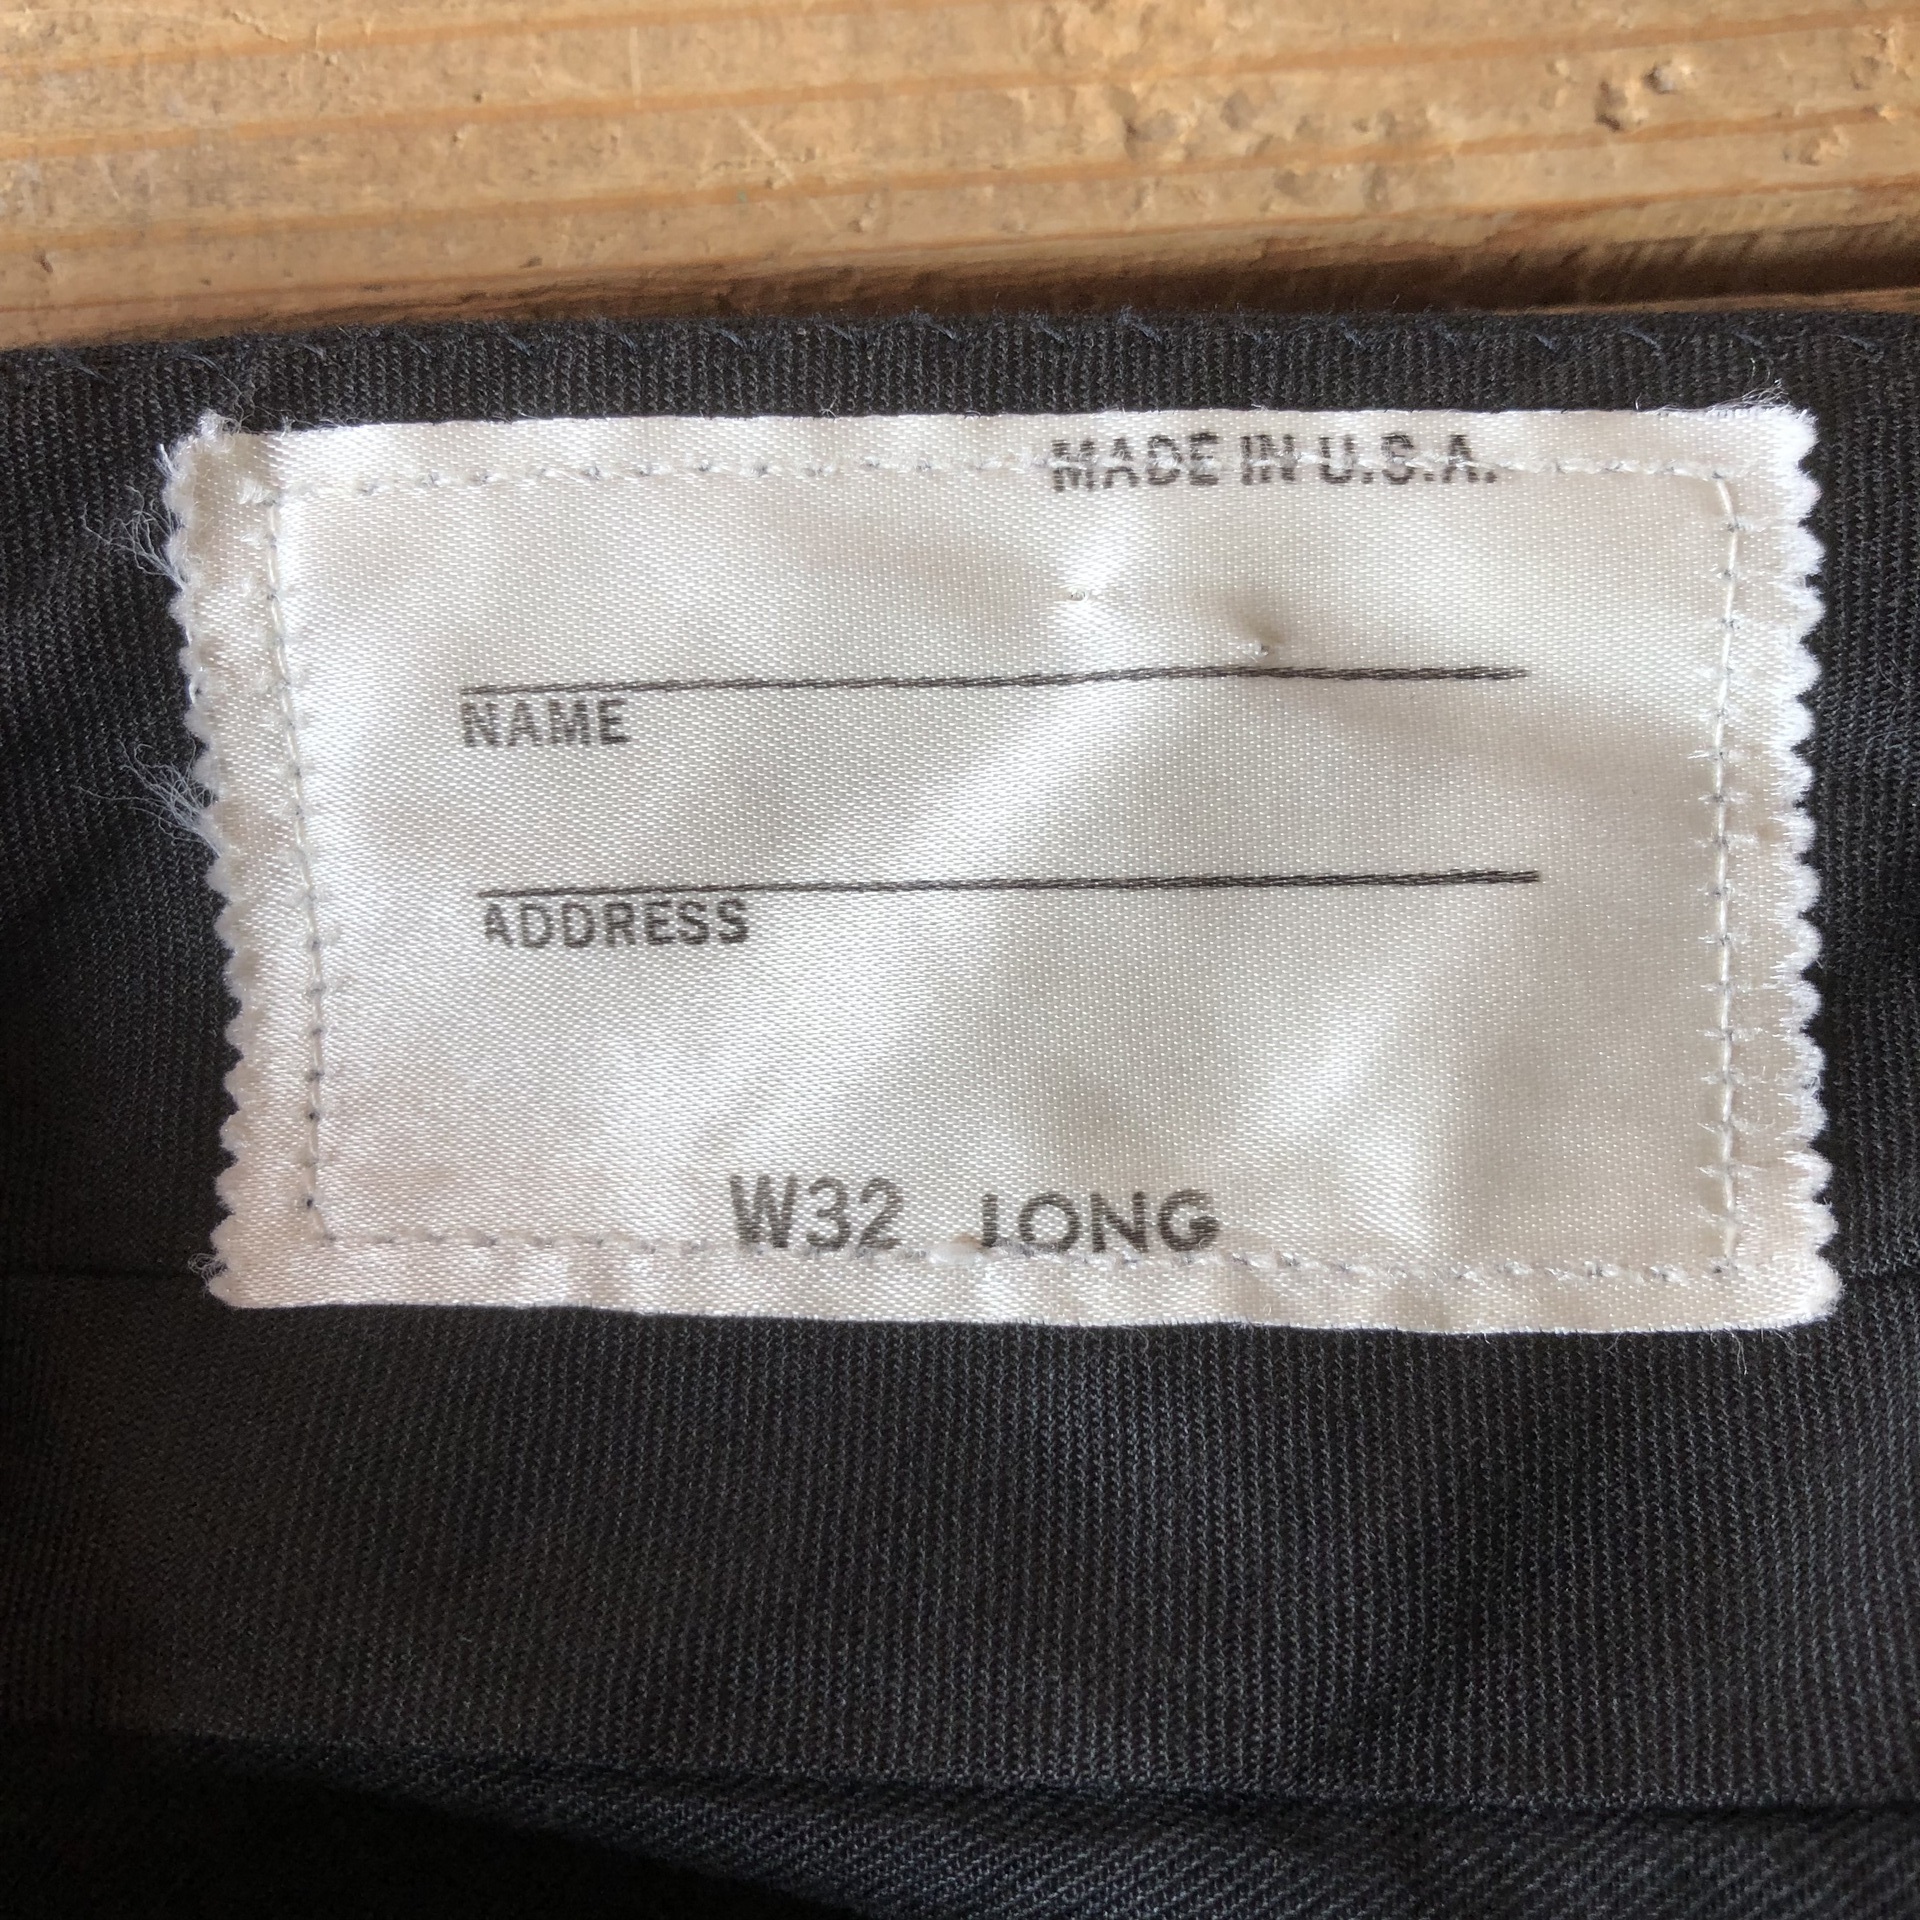 MADE IN U.S.A.
NAME
ADDRESS
W32 LONG